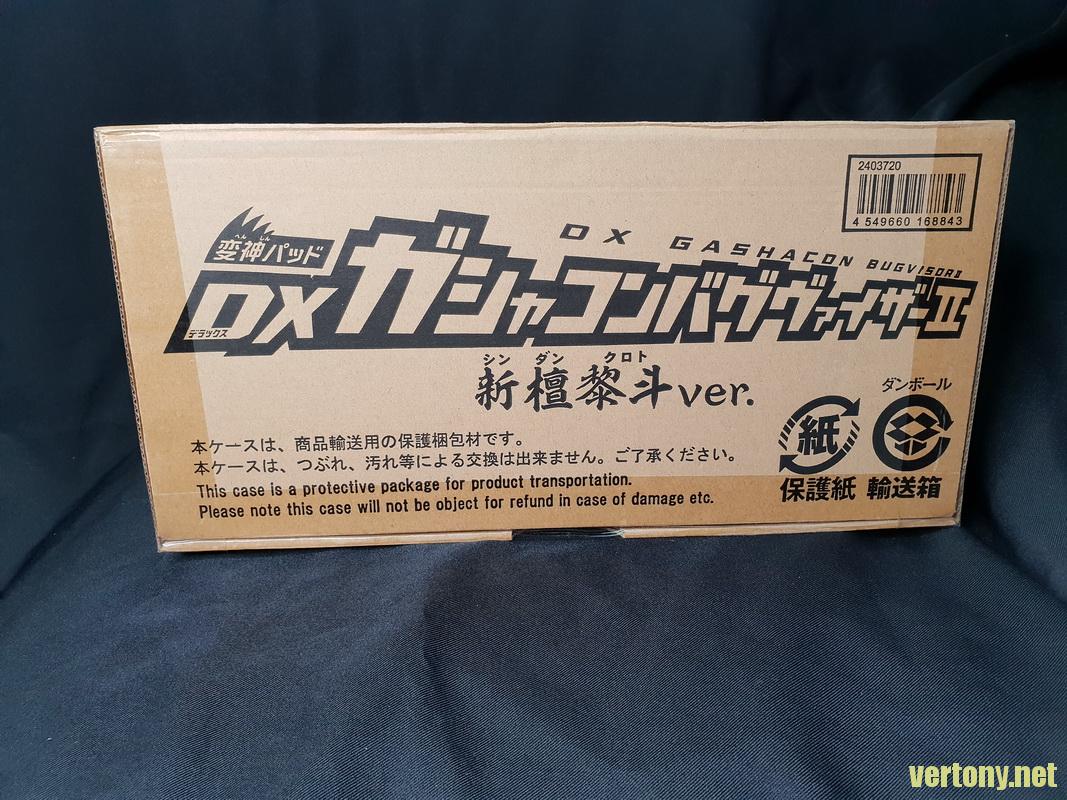 2403720
4 549660 168843
へん しん
変神パッド
DX GASHACON BUGVISORⅡ
DXガシャコンバグヴァイザーⅡ
デラックス
シン ダン クロト
新檀黎斗ver.
ダンボール
紙
本ケースは、商品輸送用の保護梱包材です。
本ケースは、つぶれ、汚れ等による交換は出来ません。ご了承ください。
This case is a protective package for product transportation.
Please note this case will not be object for refund in case of damage etc.
保護紙 輸送箱
vertony.net